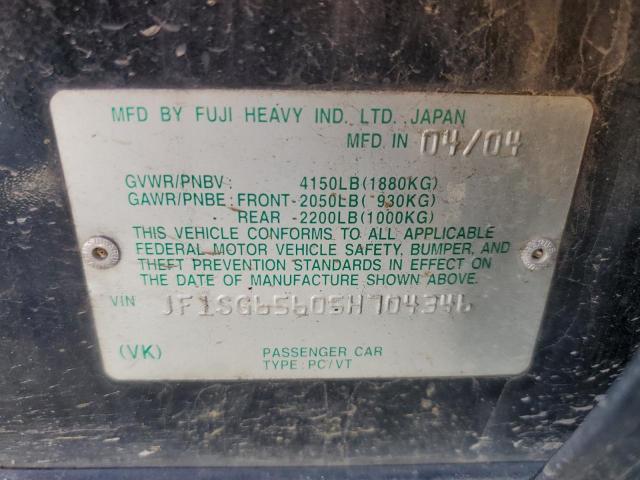 MFD BY FUJI HEAVY IND. LTD. JAPAN
MFD IN 04/04
GVWR/PNBV: 4150LB(1880KG)
GAWR/PNBE: FRONT-2050LB( 930KG)
REAR -2200LB(1000KG)
THIS VEHICLE CONFORMS TO ALL APPLICABLE
FEDERAL MOTOR VEHICLE SAFETY, BUMPER, AND
THEFT PREVENTION STANDARDS IN EFFECT ON
THE DATE OF MANUFACTURE SHOWN ABOVE.
VIN JF1SG65605H704346
(VK) PASSENGER CAR
TYPE: PC/VT